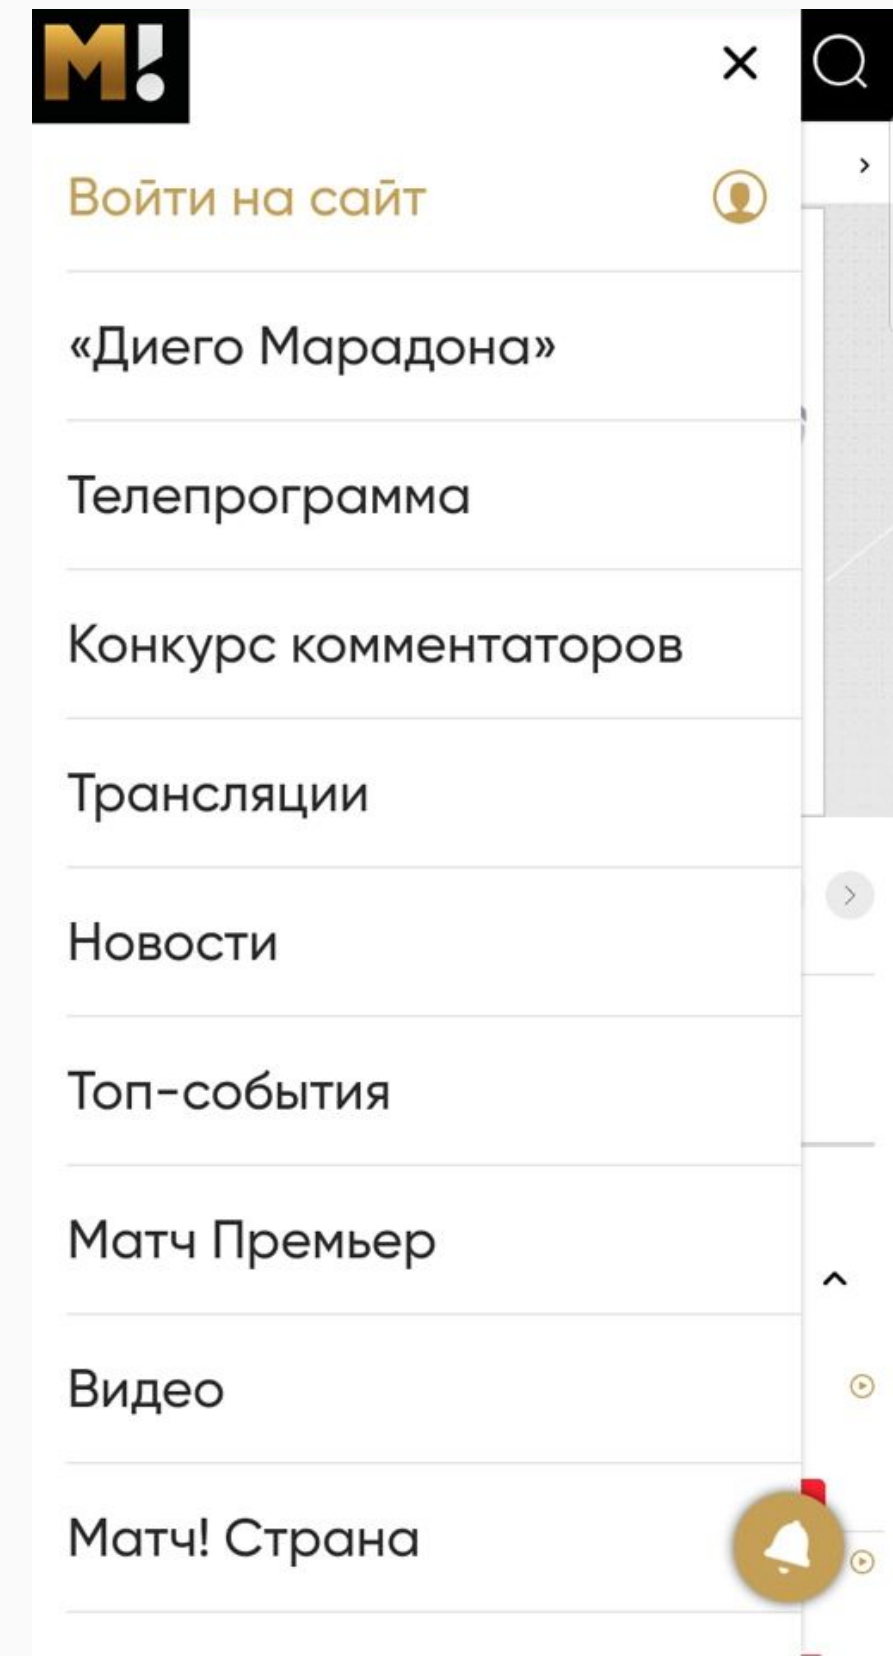 М!
Войти на сайт
«Диего Марадона»
Телепрограмма
Конкурс комментаторов
Трансляции
Новости
Топ-события
Матч Премьер
Видео
Матч! Страна